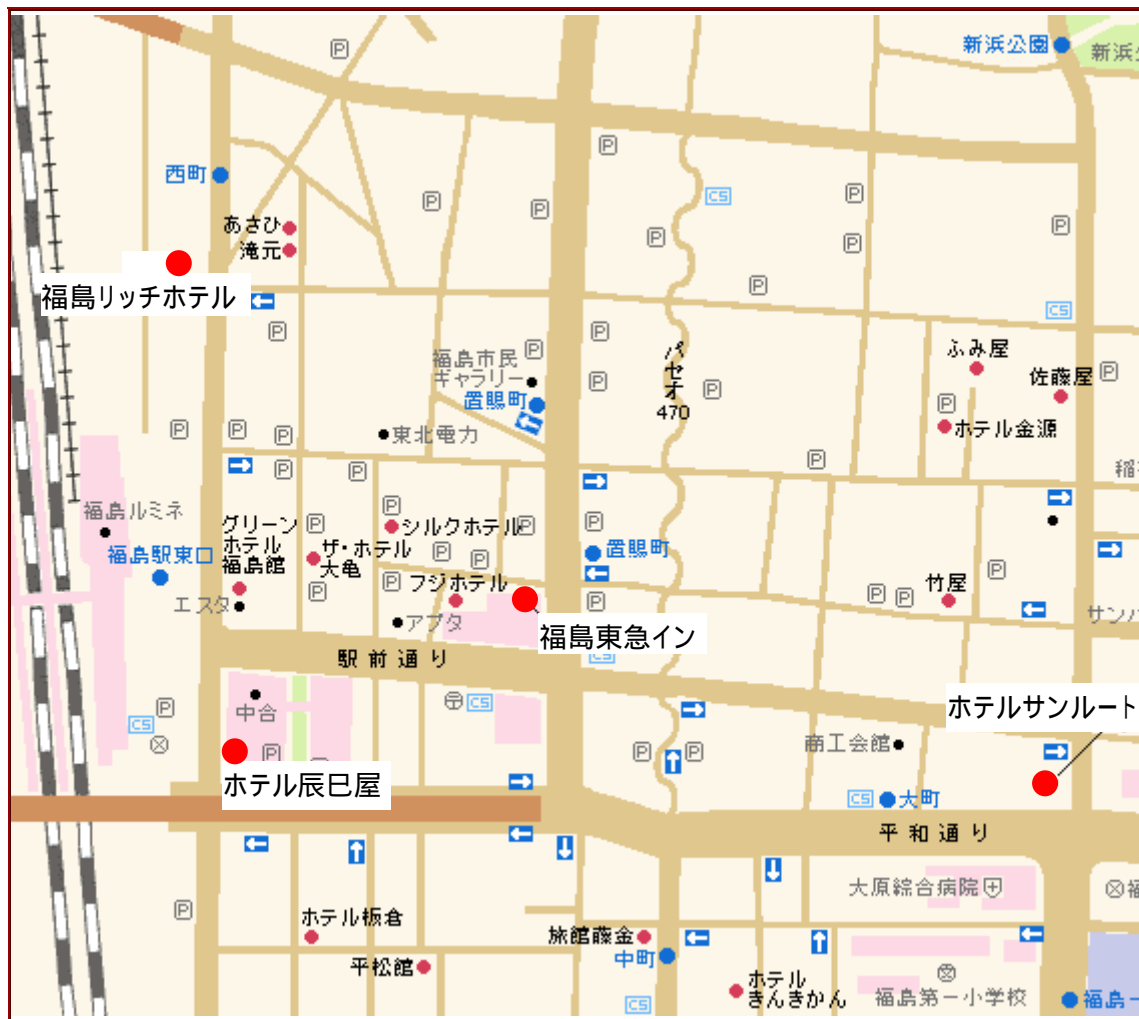 新浜公園
新浜公
西町
あさひ
滝元
福島リッチホテル
福島市民
ギャラリー
置賜町
東北電力
パセオ
470
ふみ屋
佐藤屋
ホテル金源
稲
福島ルミネ
福島駅東口
グリーン
ホテル
福島館
エスタ
シルクホテル
ザ・ホテル
大亀
フジホテル
アプタ
置賜町
竹屋
サン
福島東急イン
駅前通り
中合
ホテルサンルート
商工会館
ホテル辰巳屋
大町
平和通り
大原綜合病院
福
ホテル板倉
平松館
旅館藤金
中町
ホテル
きんきかん
福島第一小学校
福島一
P
CS